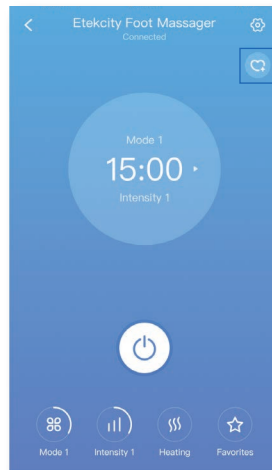 Etekcity Foot Massager
Connected
Mode 1
15:00
Intensity 1
Mode 1
Intensity 1
Heating
Favorites